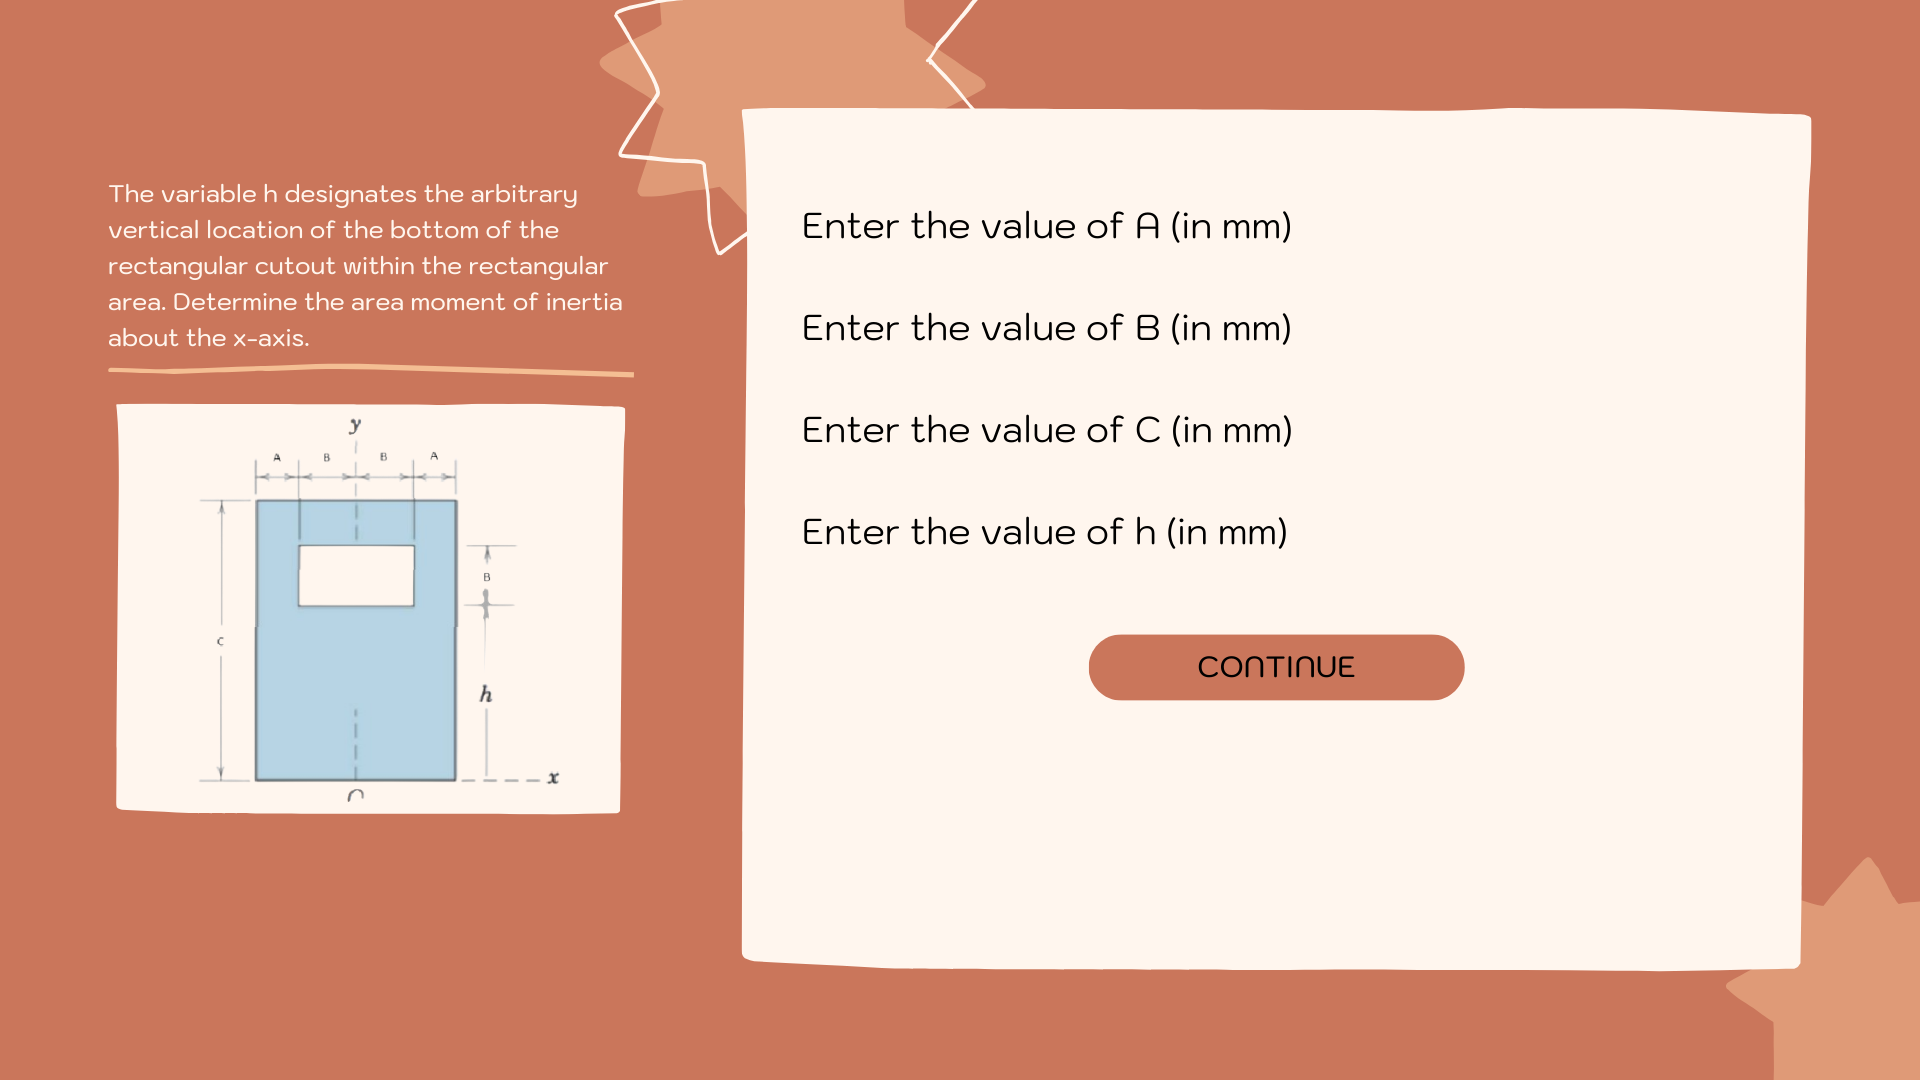 The variable h designates the arbitrary
vertical location of the bottom of the
rectangular cutout within the rectangular
area. Determine the area moment of inertia
about the x-axis.
y
A B B A
B
C
h
x
Enter the value of A (in mm)
Enter the value of B (in mm)
Enter the value of C (in mm)
Enter the value of h (in mm)
CONTINUE